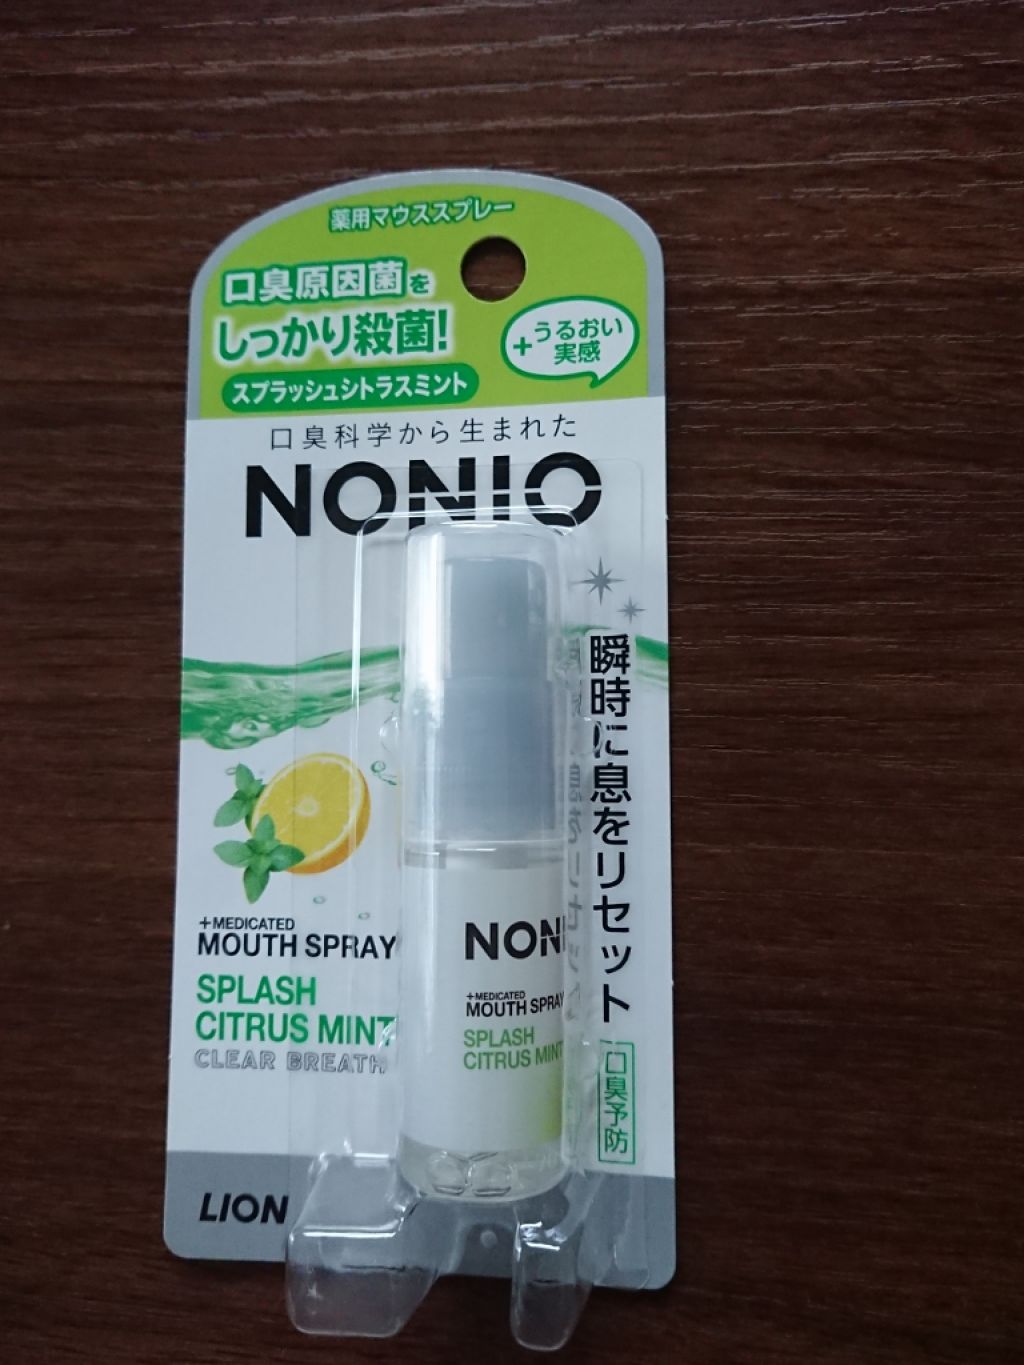 薬用マウススプレー
口臭原因菌を
しっかり殺菌!
+うるおい
実感
スプラッシュシトラスミント
口臭科学から生まれた
NONIO
瞬時に息をリセット
口臭予防
+MEDICATED
MOUTH SPRAY
SPLASH
CITRUS MINT
CLEAR BREATH
LION
NONI
+MEDICATED
MOUTH SPRAY
SPLASH
CITRUS MINT